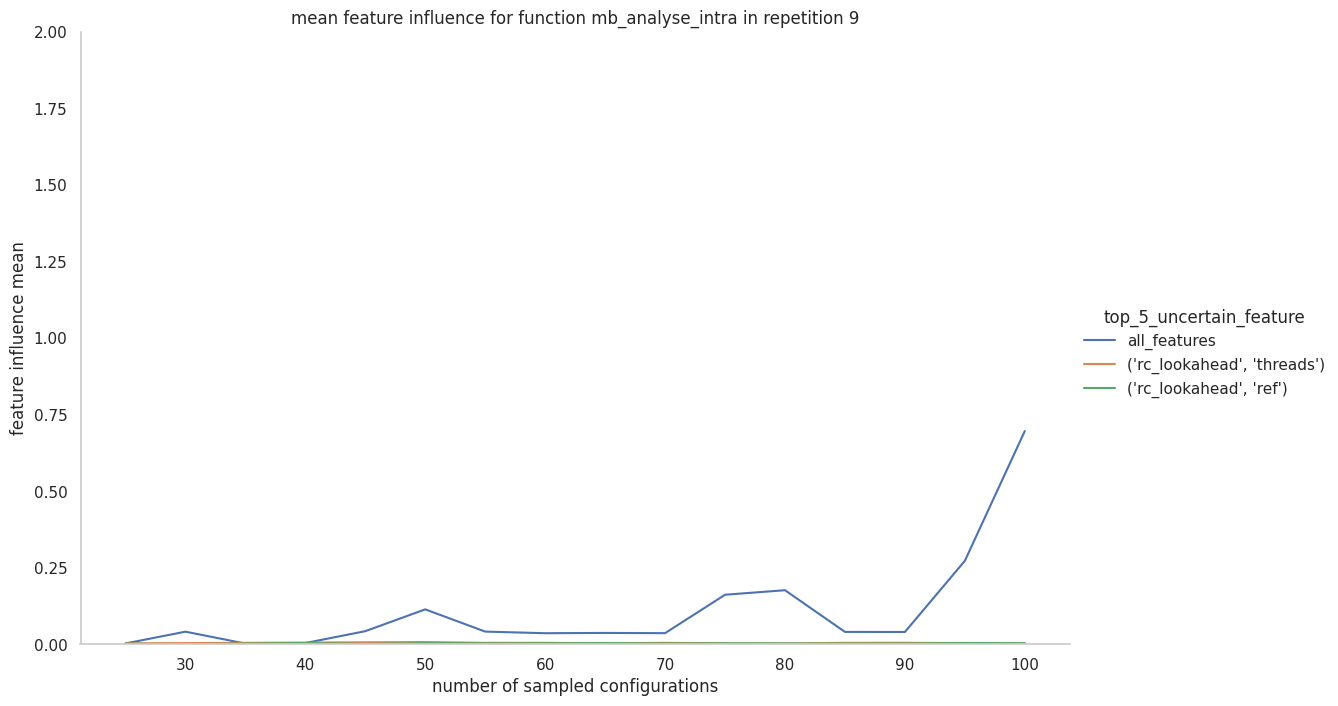 mean feature influence for function mb_analyse_intra in repetition 9
2.00
1.75
1.50
1.25
1.00
0.75
0.50
0.25
0.00
feature influence mean
30 40 50 60 70 80 90 100
number of sampled configurations
top_5_uncertain_feature
all_features
('rc_lookahead', 'threads')
('rc_lookahead', 'ref')